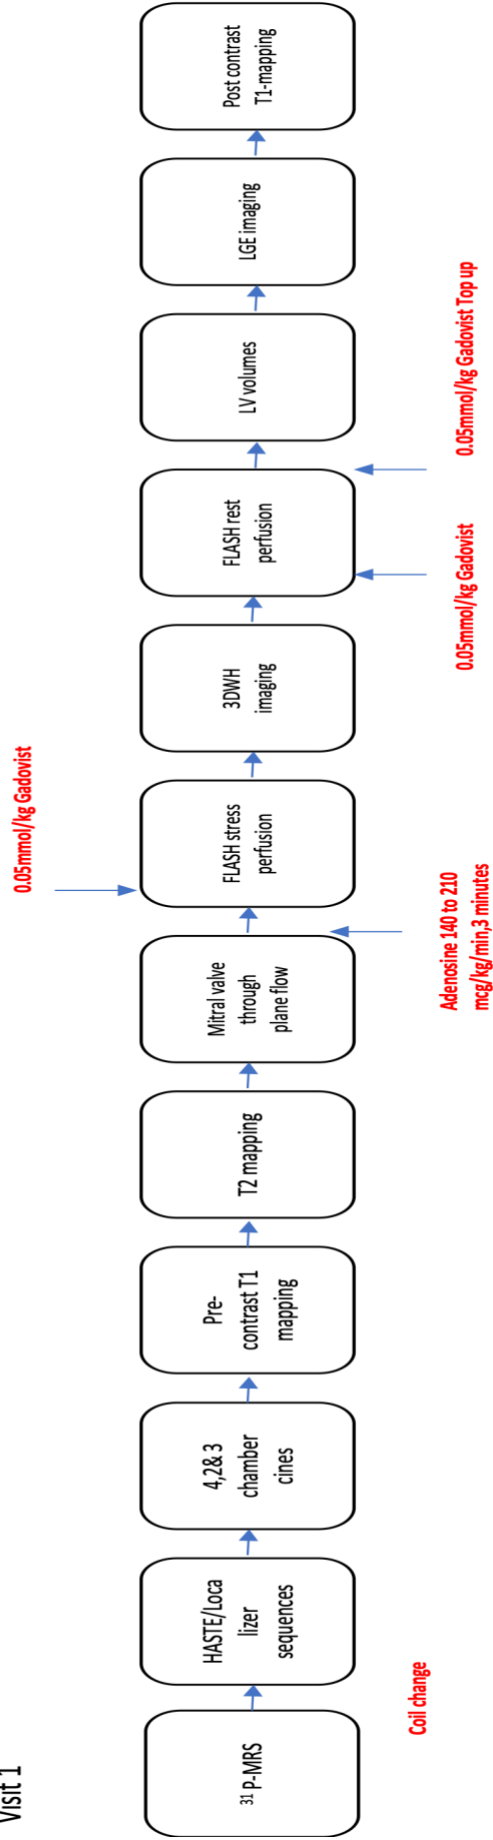 Visit 1
0.05mmol/kg Gadovist
³¹ P-MRS
HASTE/Loca
lizer
sequences
4,2& 3
chamber
cines
Pre-
contrast T1
mapping
T2 mapping
Mitral valve
through
plane flow
FLASH stress
perfusion
3DWH
imaging
FLASH rest
perfusion
LV volumes
LGE imaging
Post contrast
T1-mapping
Coil change
Adenosine 140 to 210
mcg/kg/min,3 minutes
0.05mmol/kg Gadovist
0.05mmol/kg Gadovist Top up